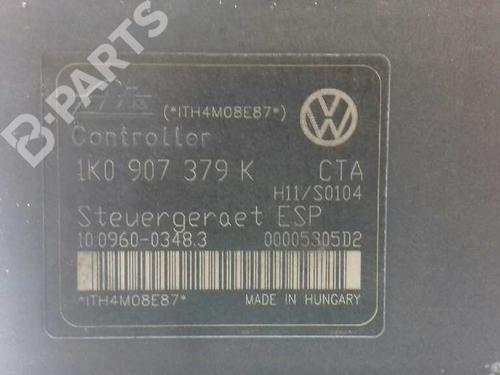 B-PARTS
(*ITH4M08E87*)
Controller
1K0 907 379 K CTA
H11/S0104
Steuergeraet ESP
10.0960-0348.3 00005305D2
*ITH4M08E87* MADE IN HUNGARY